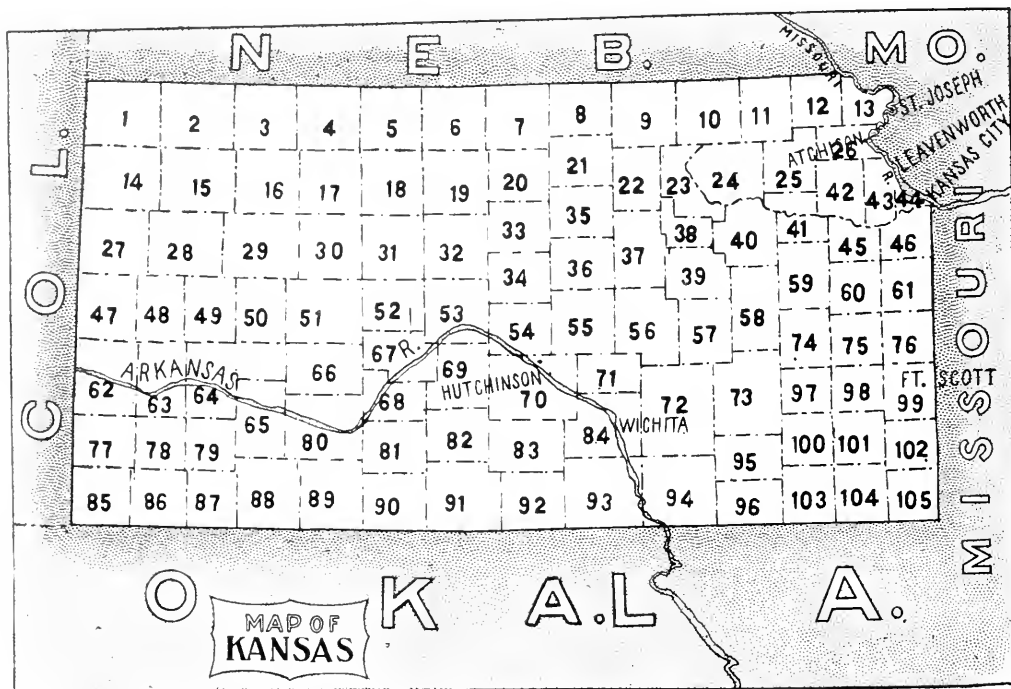 NEB.
MO.
COL.
MISSOURI
MISSOURI R.
ST. JOSEPH
ATCHISON
LEAVENWORTH
KANSAS CITY
1 2 3 4 5 6 7 8 9 10 11 12 13
14 15 16 17 18 19 20 21 22 23 24 25 26
27 28 29 30 31 32 33 34 35 36 37 38 39 40 41 42 43 44 45 46
47 48 49 50 51 52 53 54 55 56 57 58 59 60 61
ARKANSAS R.
62 63 64 65 66 67 68 69 70 71 72 73 74 75 76
HUTCHINSON
WICHITA
FT. SCOTT
77 78 79 80 81 82 83 84
97 98 99
85 86 87 88 89 90 91 92 93 94 95 96
100 101 102
103 104 105
OKAL A.
MAP OF
KANSAS